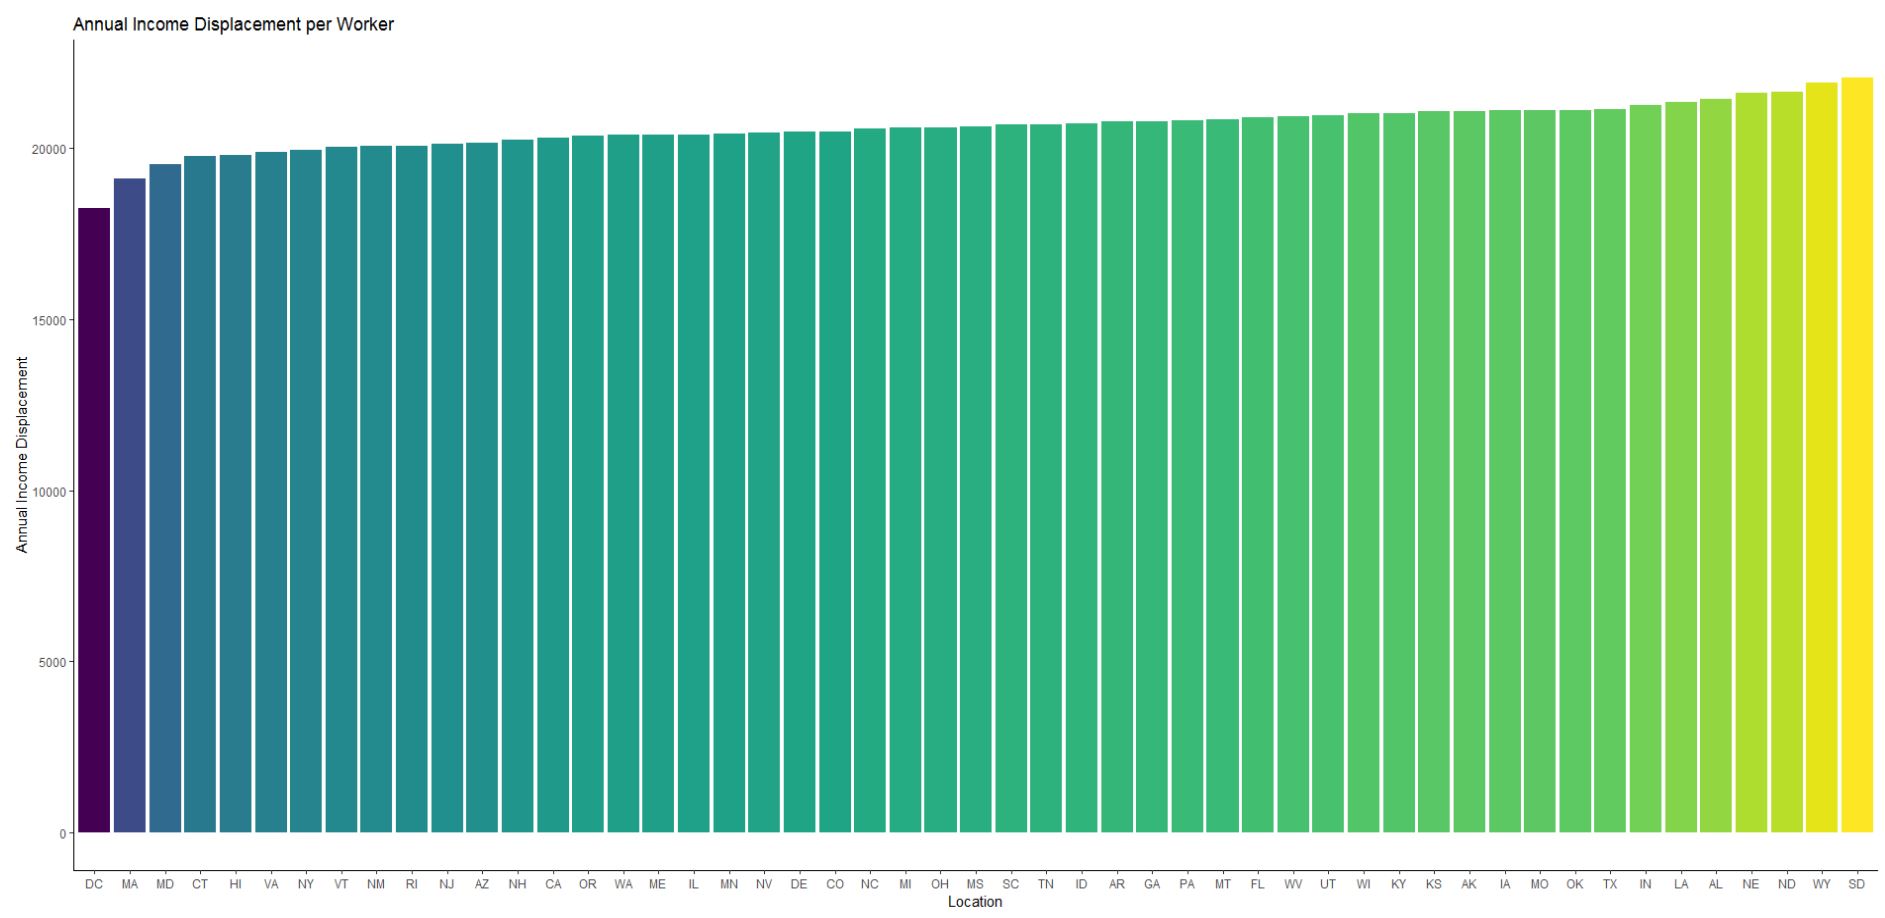 Annual Income Displacement per Worker
Annual Income Displacement
20000
15000
10000
5000
0
DC MA MD CT HI VA NY VT NM RI NJ AZ NH CA OR WA ME IL MN NV DE CO NC MI OH MS SC TN ID AR GA PA MT FL WV UT WI KY KS AK IA MO OK TX IN LA AL NE ND WY SD
Location